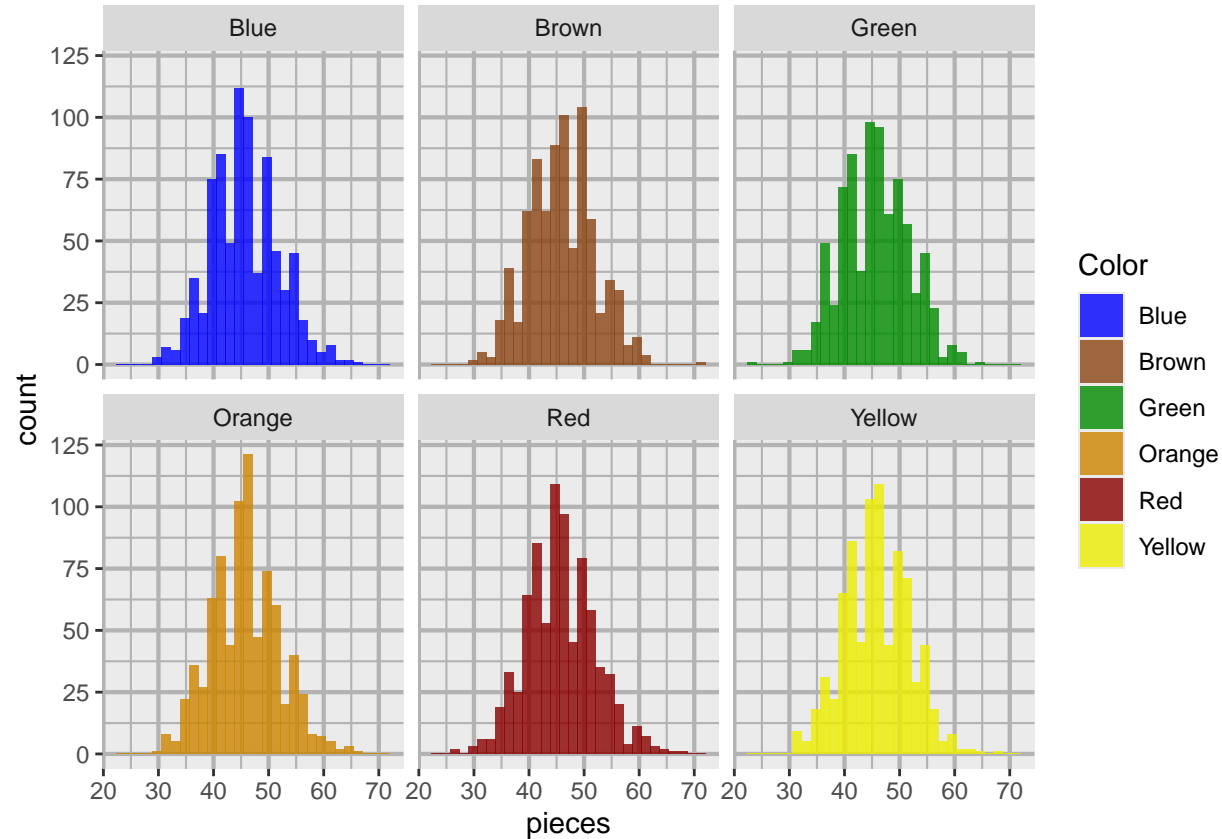 Blue Brown Green
125
100
75
50
25
0
count
Orange Red Yellow
125
100
75
50
25
0
20 30 40 50 60 70 20 30 40 50 60 70 20 30 40 50 60 70
pieces
Color
Blue
Brown
Green
Orange
Red
Yellow